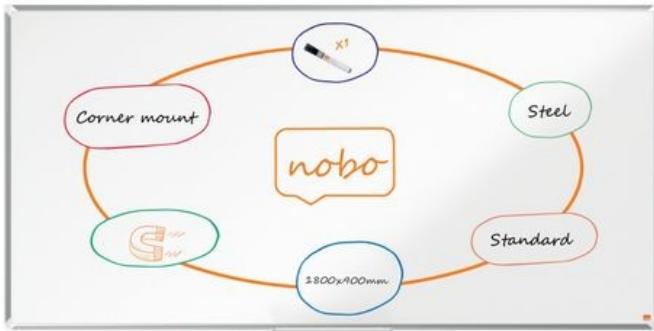 x1
Corner mount
Steel
nobo
Standard
1800x900mm